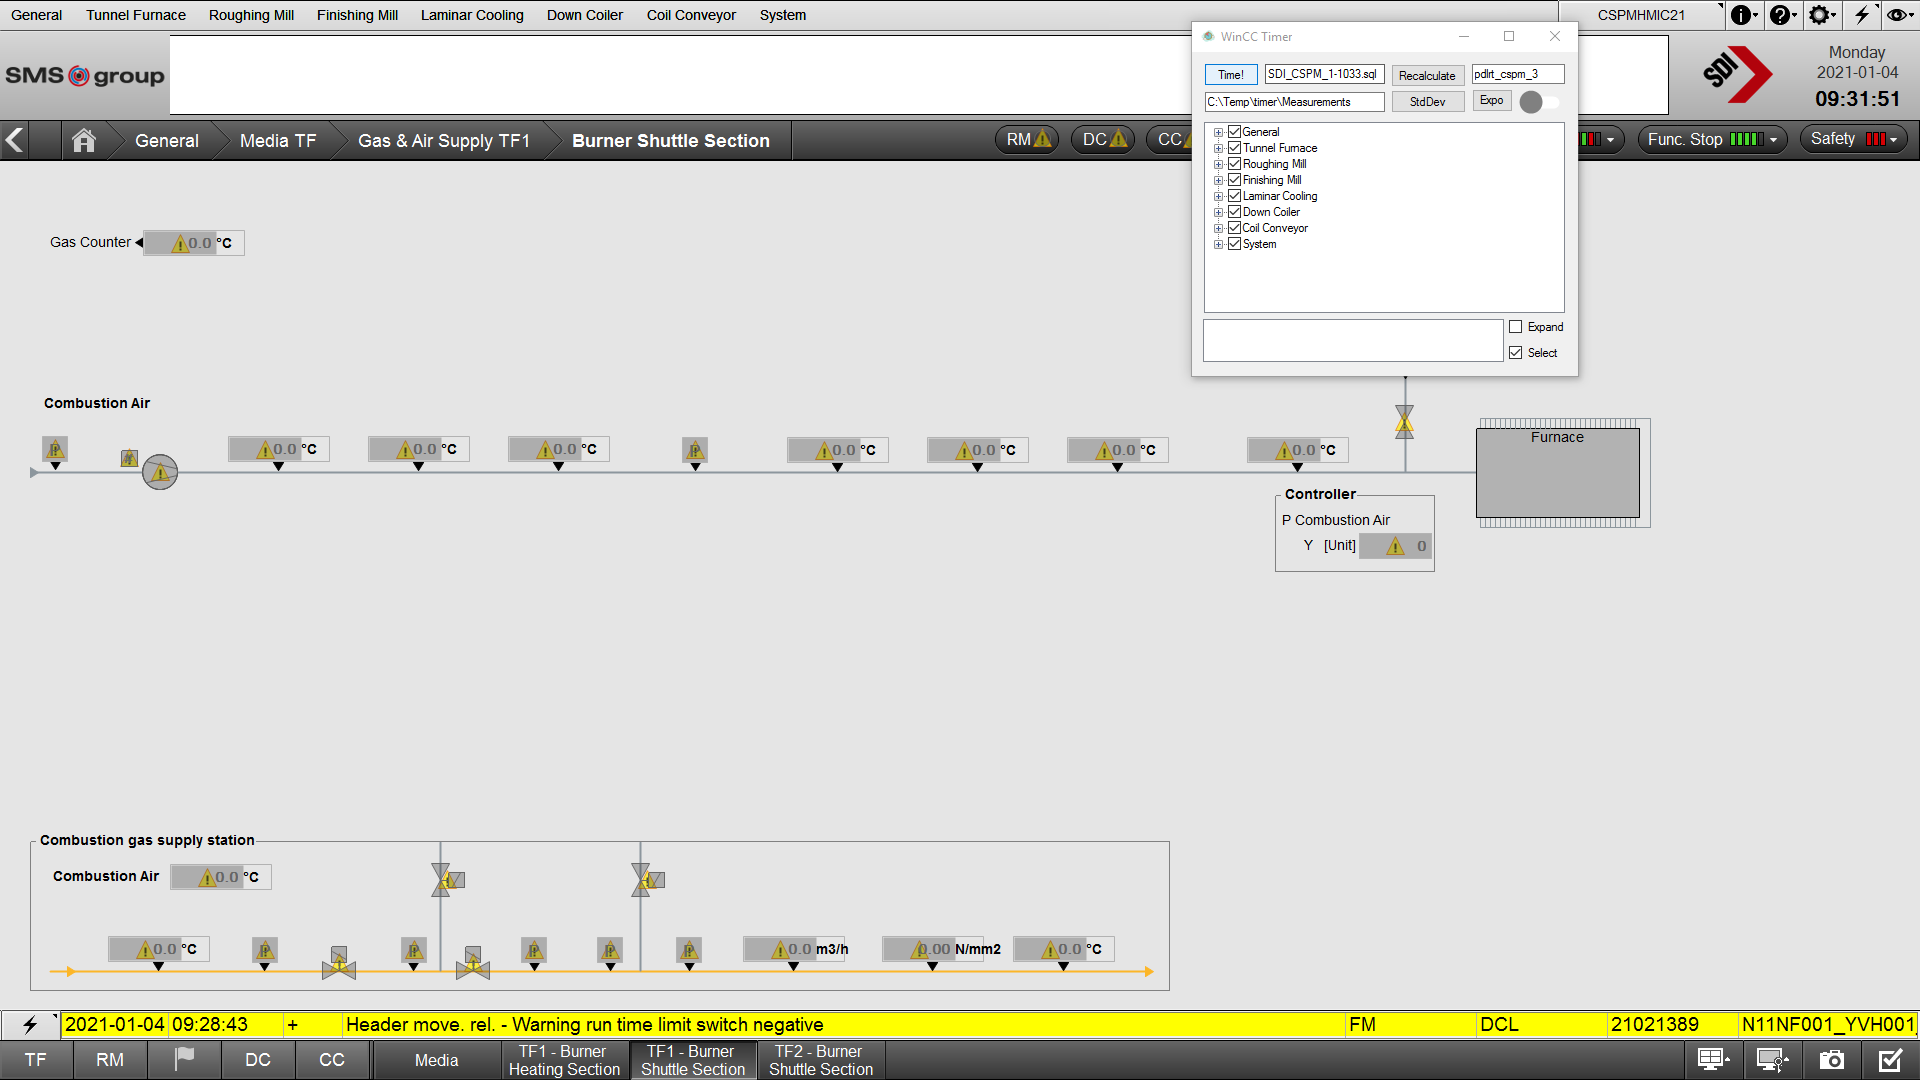 General Tunnel Furnace Roughing Mill Finishing Mill Laminar Cooling Down Coiler Coil Conveyor System CSPMHMIC21
SMS group
SDI
Monday
2021-01-04
09:31:51
General Media TF Gas & Air Supply TF1 Burner Shuttle Section RM DC CC Func. Stop Safety
WinCC Timer
Time! SDI_CSPM_1-1033.sql Recalculate pdlrt_cspm_3
C:\Temp\timer\Measurements StdDev Expo
General
Tunnel Furnace
Roughing Mill
Finishing Mill
Laminar Cooling
Down Coiler
Coil Conveyor
System
Expand
Select
Gas Counter 0.0 °C
Combustion Air
P 0.0 °C 0.0 °C 0.0 °C P 0.0 °C 0.0 °C 0.0 °C 0.0 °C
Furnace
Controller
P Combustion Air
Y [Unit] 0
Combustion gas supply station
Combustion Air 0.0 °C
0.0 °C P P P P P 0.0 m3/h 0.00 N/mm2 0.0 °C
2021-01-04 09:28:43 + Header move. rel. - Warning run time limit switch negative FM DCL 21021389 N11NF001_YVH001
TF RM DC CC Media
TF1 - Burner
Heating Section
TF1 - Burner
Shuttle Section
TF2 - Burner
Shuttle Section